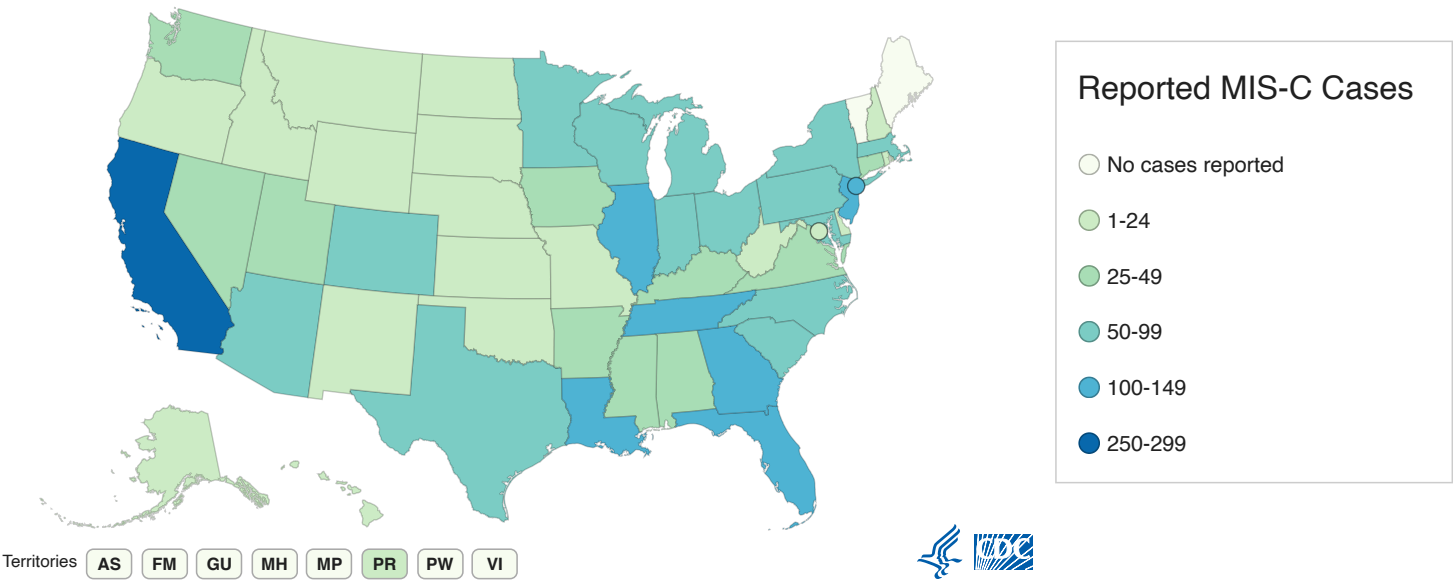 Reported MIS-C Cases
No cases reported
1-24
25-49
50-99
100-149
250-299
Territories AS FM GU MH MP PR PW VI
CDC